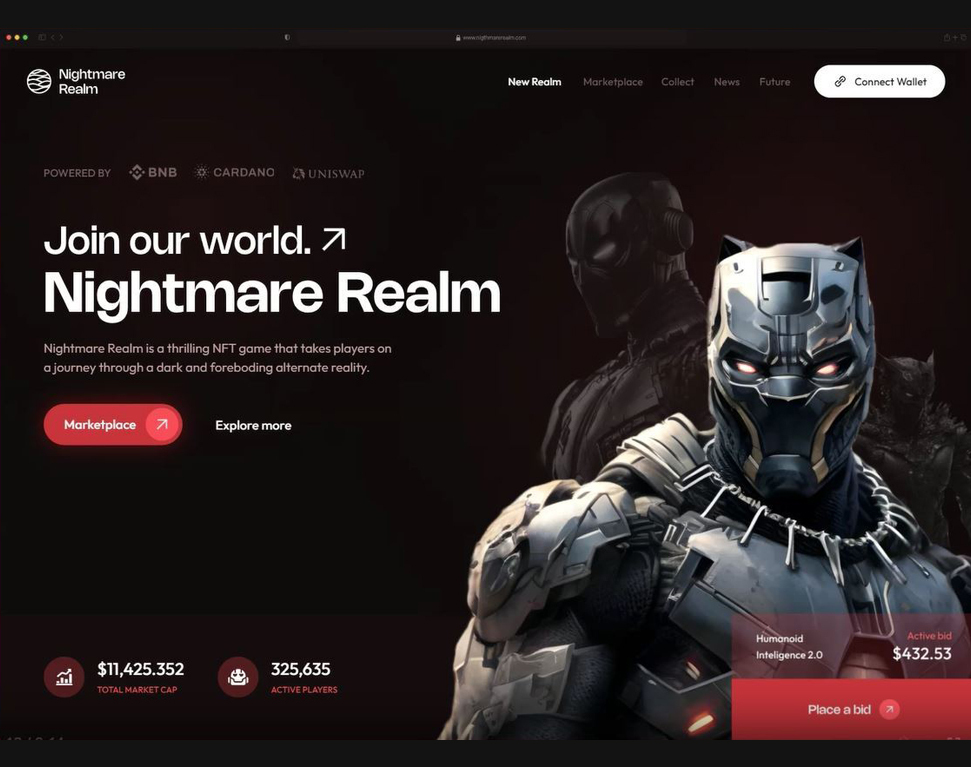 www.nigthmarerealm.com
Nightmare
Realm
New Realm Marketplace Collect News Future Connect Wallet
POWERED BY BNB CARDANO UNISWAP
Join our world.
Nightmare Realm
Nightmare Realm is a thrilling NFT game that takes players on
a journey through a dark and foreboding alternate reality.
Marketplace Explore more
$11,425.352
TOTAL MARKET CAP
325,635
ACTIVE PLAYERS
Humanoid
Inteligence 2.0
Active bid
$432.53
Place a bid